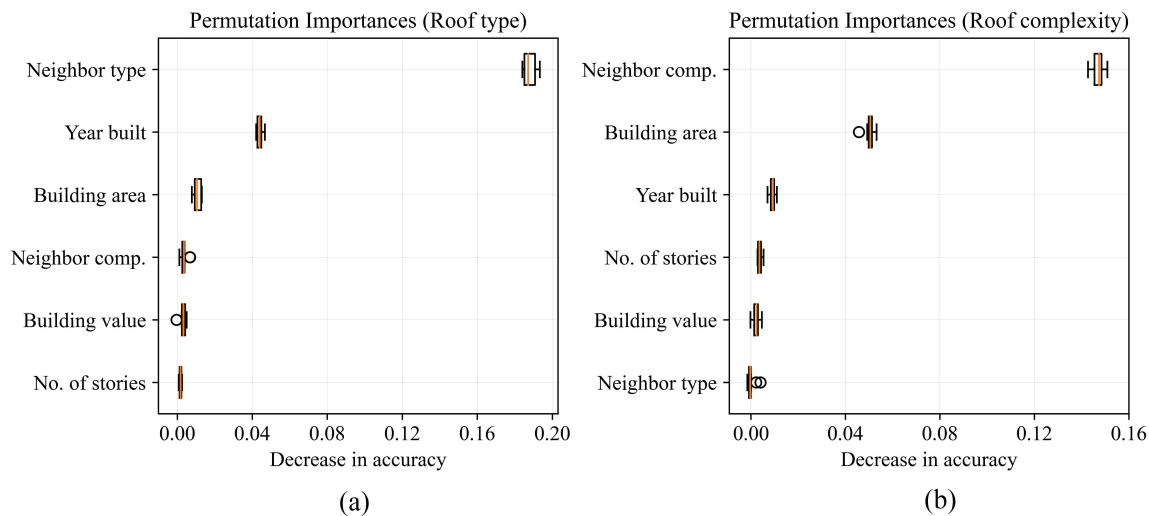 Permutation Importances (Roof type)
Neighbor type
Year built
Building area
Neighbor comp.
Building value
No. of stories
0.00 0.04 0.08 0.12 0.16 0.20
Decrease in accuracy
(a)
Permutation Importances (Roof complexity)
Neighbor comp.
Building area
Year built
No. of stories
Building value
Neighbor type
0.00 0.04 0.08 0.12 0.16
Decrease in accuracy
(b)